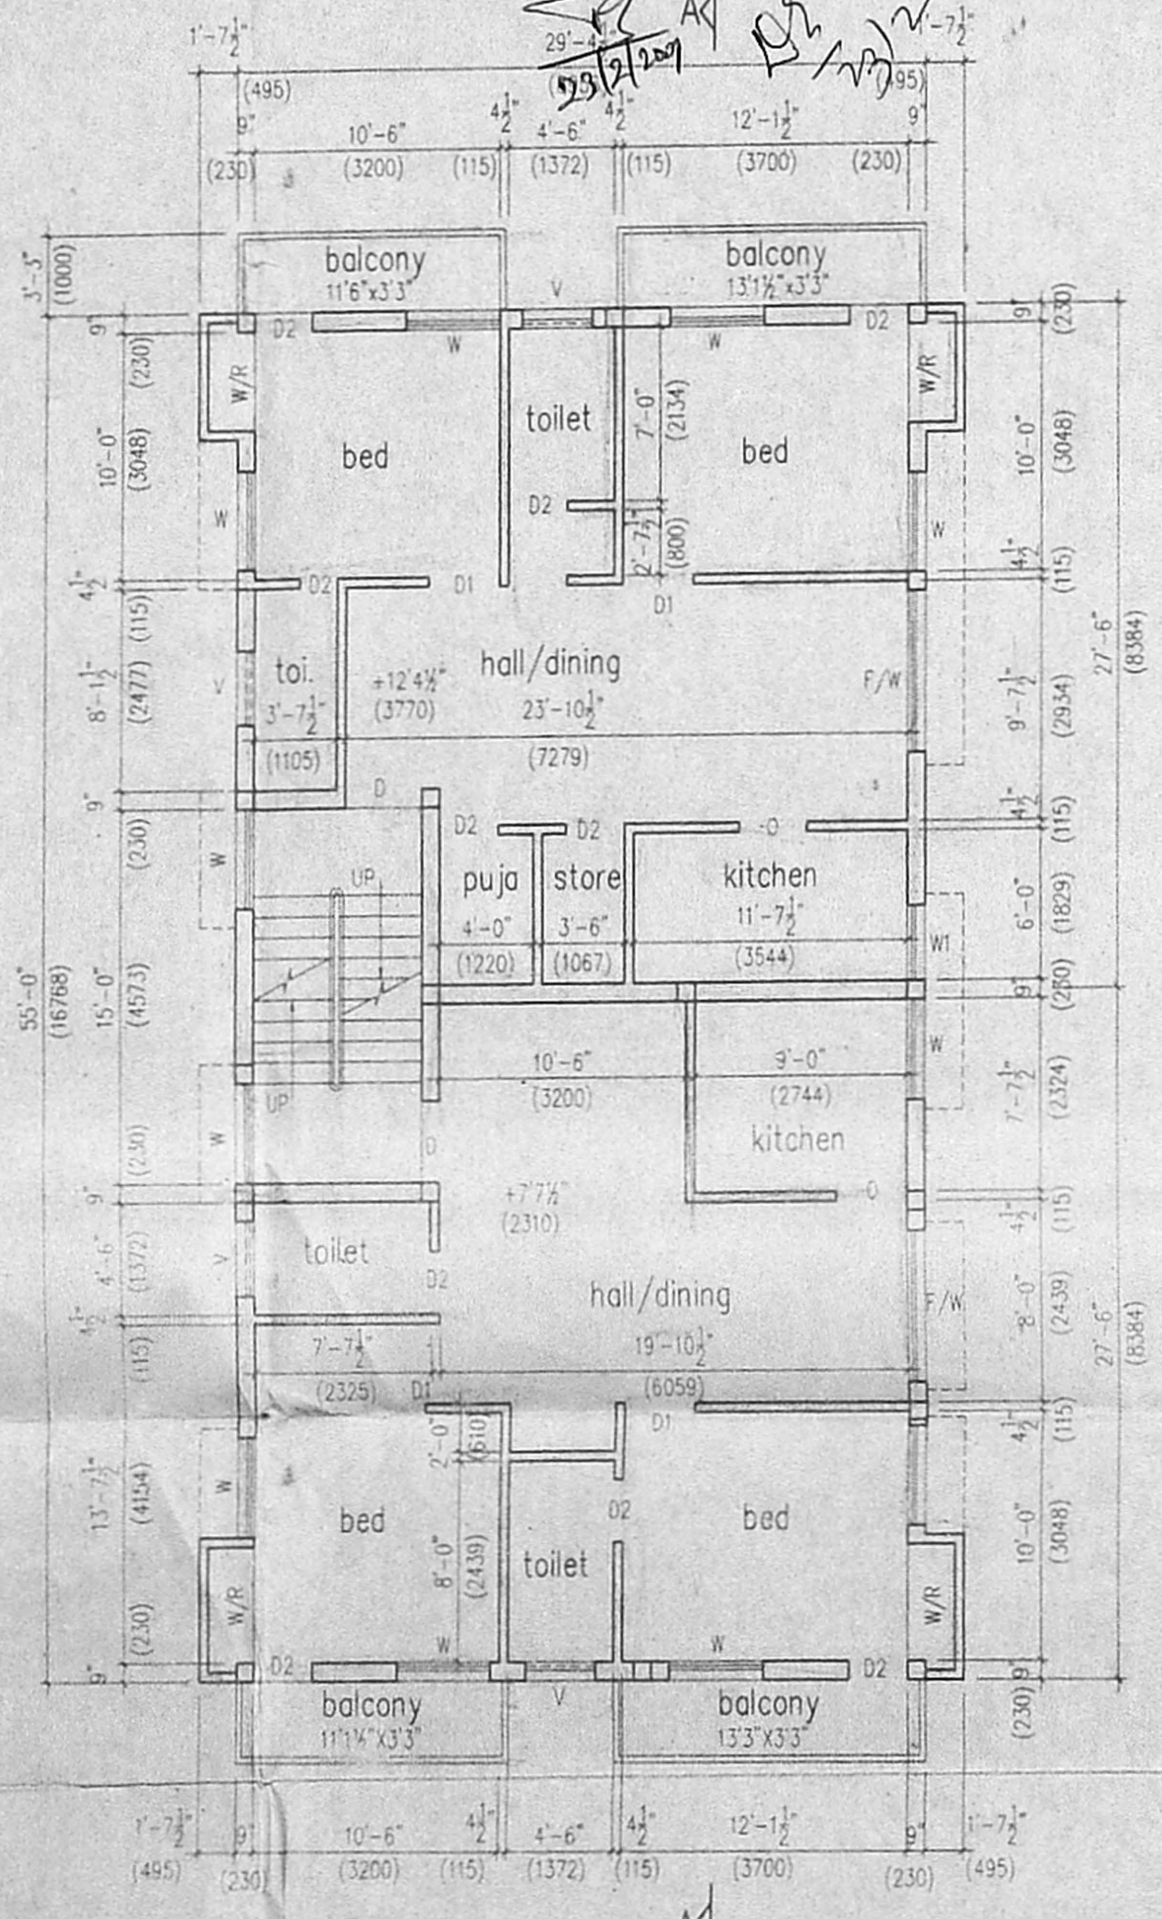 1'-7½" 29'-4½" 1'-7½"
23/2/2009
(495) (495)
9" 10'-6" 4½" 4'-6" 4½" 12'-1½" 9"
(230) (3200) (115) (1372) (115) (3700) (230)
3'-3"
(1000)
balcony
11'6"x3'3"
balcony
13'1½"x3'3"
V
D2 W W D2
9"
(230)
9"
(230)
W/R W/R
10'-0"
(3048)
bed
toilet
7'-0"
(2134)
bed
10'-0"
(3048)
W D2 W
2'-7½"
(800)
4½"
(115)
D2 D1 D1
4½"
(115)
27'-6"
(8384)
8'-1½"
(2477)
V
toi.
3'-7½"
(1105)
+12'4½"
(3770)
hall/dining
23'-10½"
(7279)
F/W
9'-7½"
(2934)
9"
(230)
D
D2 D2 O
4½"
(115)
W
UP
puja
4'-0"
(1220)
store
3'-6"
(1067)
kitchen
11'-7½"
(3544)
W1
6'-0"
(1829)
9"
(230)
55'-0"
(16768)
15'-0"
(4573)
10'-6"
(3200)
9'-0"
(2744)
kitchen
W
7'-7½"
(2324)
UP
W
D
(230)
9"
+7'7½"
(2310)
O
4½"
(115)
4'-6"
(1372)
V
toilet
D2
hall/dining
F/W
8'-0"
(2439)
27'-6"
(8384)
4½"
(115)
7'-7½"
(2325)
19'-10½"
(6059)
D1 D1
4½"
(115)
2'-0"
(610)
13'-7½"
(4154)
W
bed
8'-0"
(2439)
D2
toilet
bed
10'-0"
(3048)
W/R W/R
(230)
9"
D2 W W D2
9"
(230)
V
balcony
11'1½"X3'3"
balcony
13'3"X3'3"
1'-7½" 9" 10'-6" 4½" 4'-6" 4½" 12'-1½" 9" 1'-7½"
(495) (230) (3200) (115) (1372) (115) (3700) (230) (495)